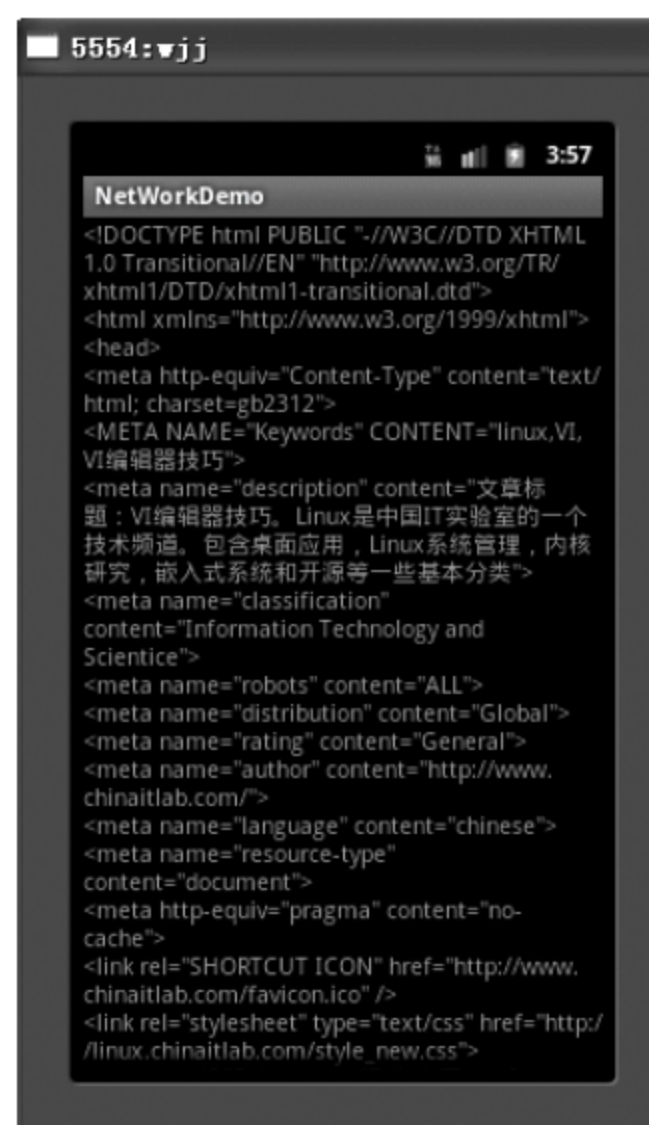 5554:wjj
3:57
NetWorkDemo
<!DOCTYPE html PUBLIC "-//W3C//DTD XHTML
1.0 Transitional//EN" "http://www.w3.org/TR/
xhtml1/DTD/xhtml1-transitional.dtd">
<html xmlns="http://www.w3.org/1999/xhtml">
<head>
<meta http-equiv="Content-Type" content="text/
html; charset=gb2312">
<META NAME="Keywords" CONTENT="linux,VI,
VI编辑器技巧">
<meta name="description" content="文章标
题：VI编辑器技巧。Linux是中国IT实验室的一个
技术频道。包含桌面应用，Linux系统管理，内核
研究，嵌入式系统和开源等一些基本分类">
<meta name="classification"
content="Information Technology and
Scientice">
<meta name="robots" content="ALL">
<meta name="distribution" content="Global">
<meta name="rating" content="General">
<meta name="author" content="http://www.
chinaitlab.com/">
<meta name="language" content="chinese">
<meta name="resource-type"
content="document">
<meta http-equiv="pragma" content="no-
cache">
<link rel="SHORTCUT ICON" href="http://www.
chinaitlab.com/favicon.ico" />
<link rel="stylesheet" type="text/css" href="http:/
/linux.chinaitlab.com/style_new.css">